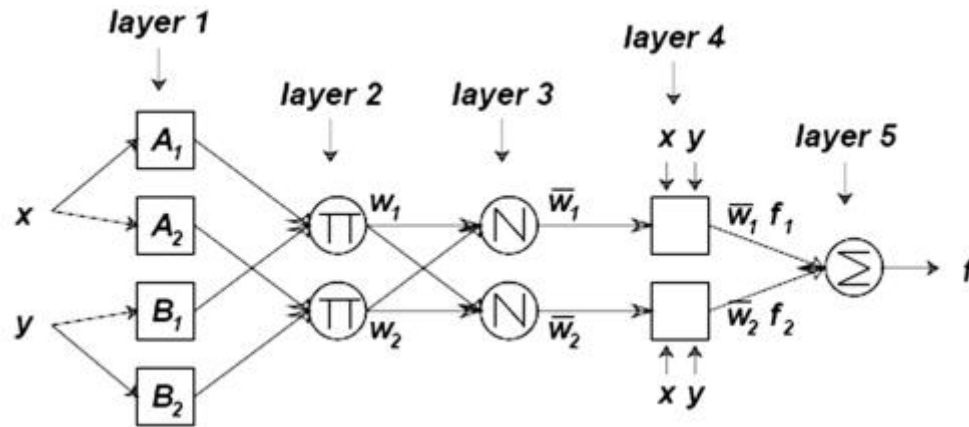 layer 1
layer 4
layer 2
layer 3
layer 5
x y
A₁
x
A₂
Π
w₁
N
w̅₁
w̅₁ f₁
Σ
f
y
B₁
Π
w₂
N
w̅₂
w̅₂ f₂
B₂
x y